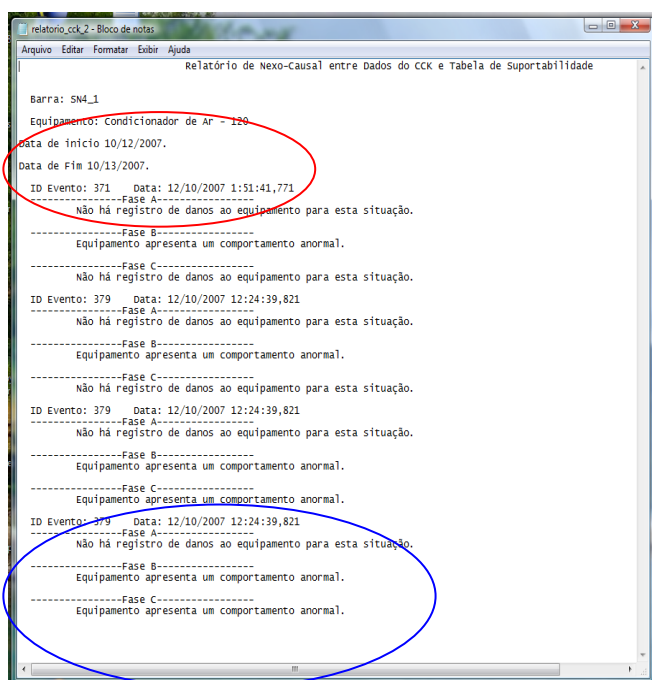 relatorio_cck_2 - Bloco de notas
Arquivo Editar Formatar Exibir Ajuda
Relatório de Nexo-Causal entre Dados do CCK e Tabela de Suportabilidade
Barra: SN4_1
Equipamento: Condicionador de Ar - 120
Data de inicio 10/12/2007.
Data de Fim 10/13/2007.
ID Evento: 371 Data: 12/10/2007 1:51:41,771
----------------Fase A-----------------
Não há registro de danos ao equipamento para esta situação.
----------------Fase B-----------------
Equipamento apresenta um comportamento anormal.
----------------Fase C-----------------
Não há registro de danos ao equipamento para esta situação.
ID Evento: 379 Data: 12/10/2007 12:24:39,821
----------------Fase A-----------------
Não há registro de danos ao equipamento para esta situação.
----------------Fase B-----------------
Equipamento apresenta um comportamento anormal.
----------------Fase C-----------------
Não há registro de danos ao equipamento para esta situação.
ID Evento: 379 Data: 12/10/2007 12:24:39,821
----------------Fase A-----------------
Não há registro de danos ao equipamento para esta situação.
----------------Fase B-----------------
Equipamento apresenta um comportamento anormal.
----------------Fase C-----------------
Equipamento apresenta um comportamento anormal.
ID Evento: 379 Data: 12/10/2007 12:24:39,821
----------------Fase A-----------------
Não há registro de danos ao equipamento para esta situação.
----------------Fase B-----------------
Equipamento apresenta um comportamento anormal.
----------------Fase C-----------------
Equipamento apresenta um comportamento anormal.